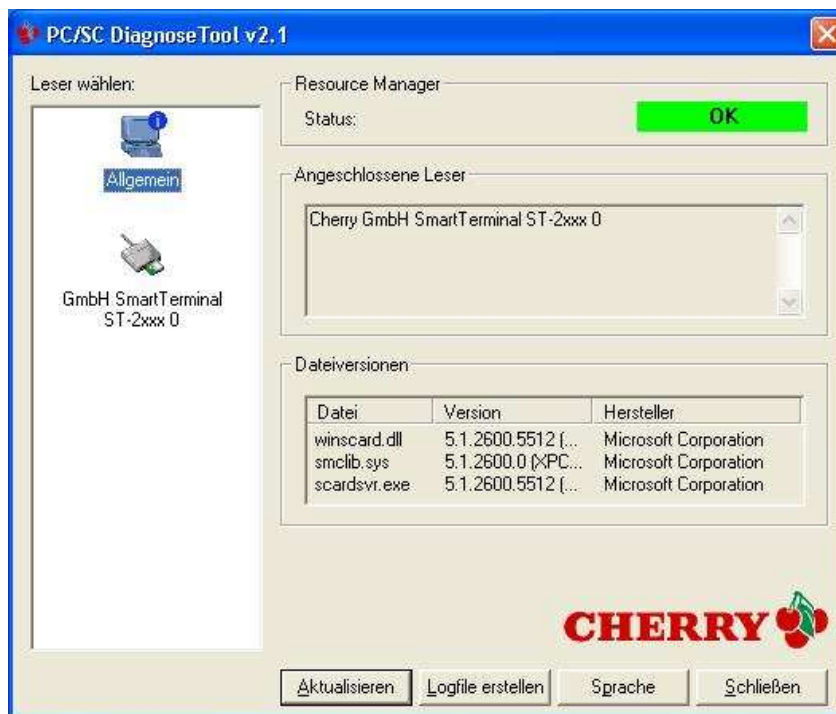 PC/SC DiagnoseTool v2.1
Leser wählen:
Allgemein
GmbH SmartTerminal
ST-2xxx 0
Resource Manager
Status:
OK
Angeschlossene Leser
Cherry GmbH SmartTerminal ST-2xxx 0
Dateiversionen
Datei Version Hersteller
winscard.dll 5.1.2600.5512 (... Microsoft Corporation
smclib.sys 5.1.2600.0 (XPC... Microsoft Corporation
scardsvr.exe 5.1.2600.5512 (... Microsoft Corporation
CHERRY
Aktualisieren Logfile erstellen Sprache Schließen